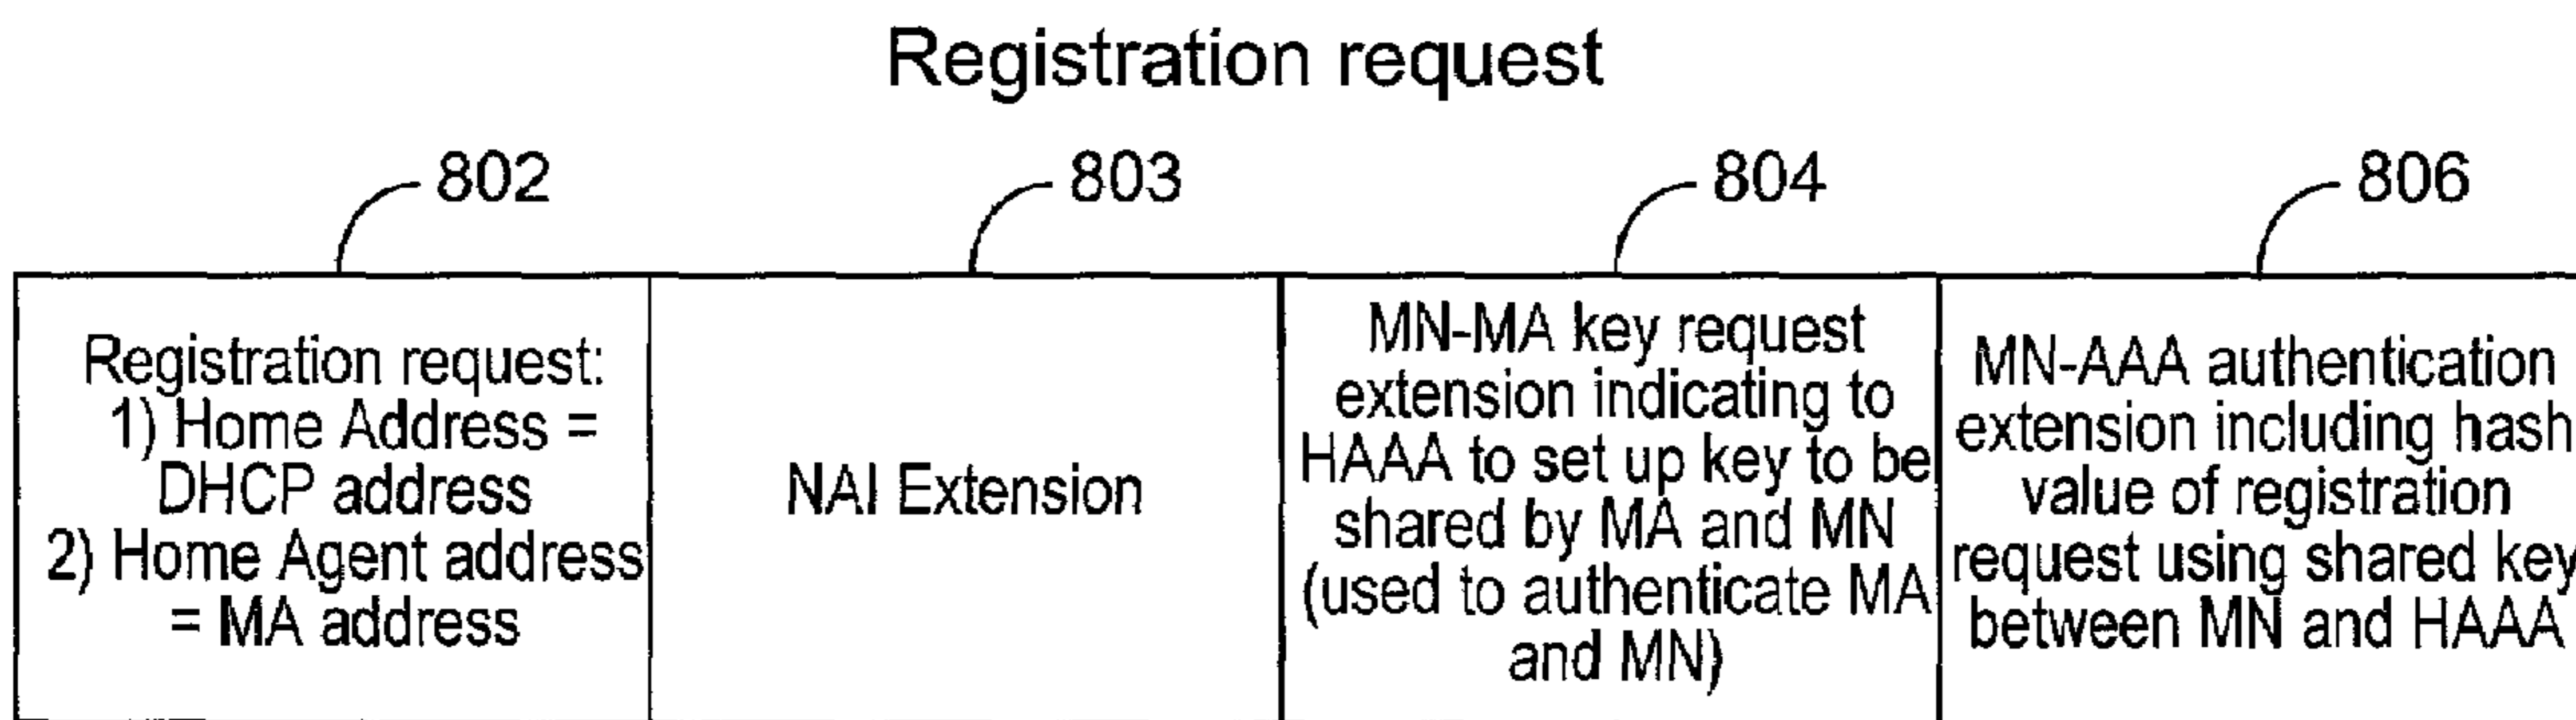 Registration request
802
803
804
806
Registration request:
1) Home Address =
DHCP address
2) Home Agent address
= MA address
NAI Extension
MN-MA key request
extension indicating to
HAAA to set up key to be
shared by MA and MN
(used to authenticate MA
and MN)
MN-AAA authentication
extension including hash
value of registration
request using shared key
between MN and HAAA